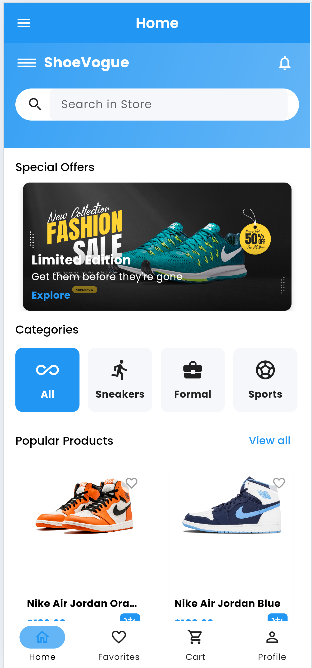 Home
ShoeVogue
Search in Store
Special Offers
New Collection
FASHION
SALE
50%
Limited Edition
Get them before they're gone
Explore
Categories
All
Sneakers
Formal
Sports
Popular Products
View all
Nike Air Jordan Ora...
Nike Air Jordan Blue
Home
Favorites
Cart
Profile